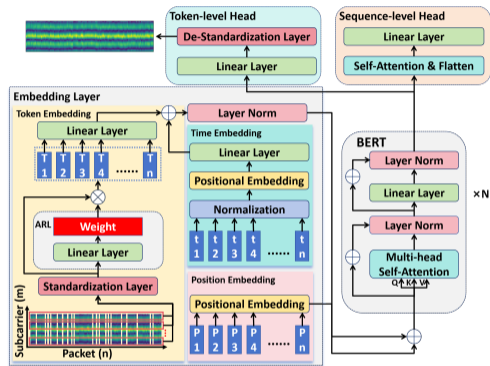 Token-level Head
De-Standardization Layer
Linear Layer
Sequence-level Head
Linear Layer
Self-Attention & Flatten
Embedding Layer
Token Embedding
Linear Layer
T 1
T 2
T 3
T 4
......
T n
ARL
Weight
Linear Layer
Standardization Layer
Subcarrier (m)
Packet (n)
Layer Norm
Time Embedding
Linear Layer
Positional Embedding
Normalization
t 1
t 2
t 3
t 4
......
t n
Position Embedding
Positional Embedding
P 1
P 2
P 3
P 4
......
P n
BERT
Layer Norm
Linear Layer
Layer Norm
Multi-head
Self-Attention
Q K V
×N